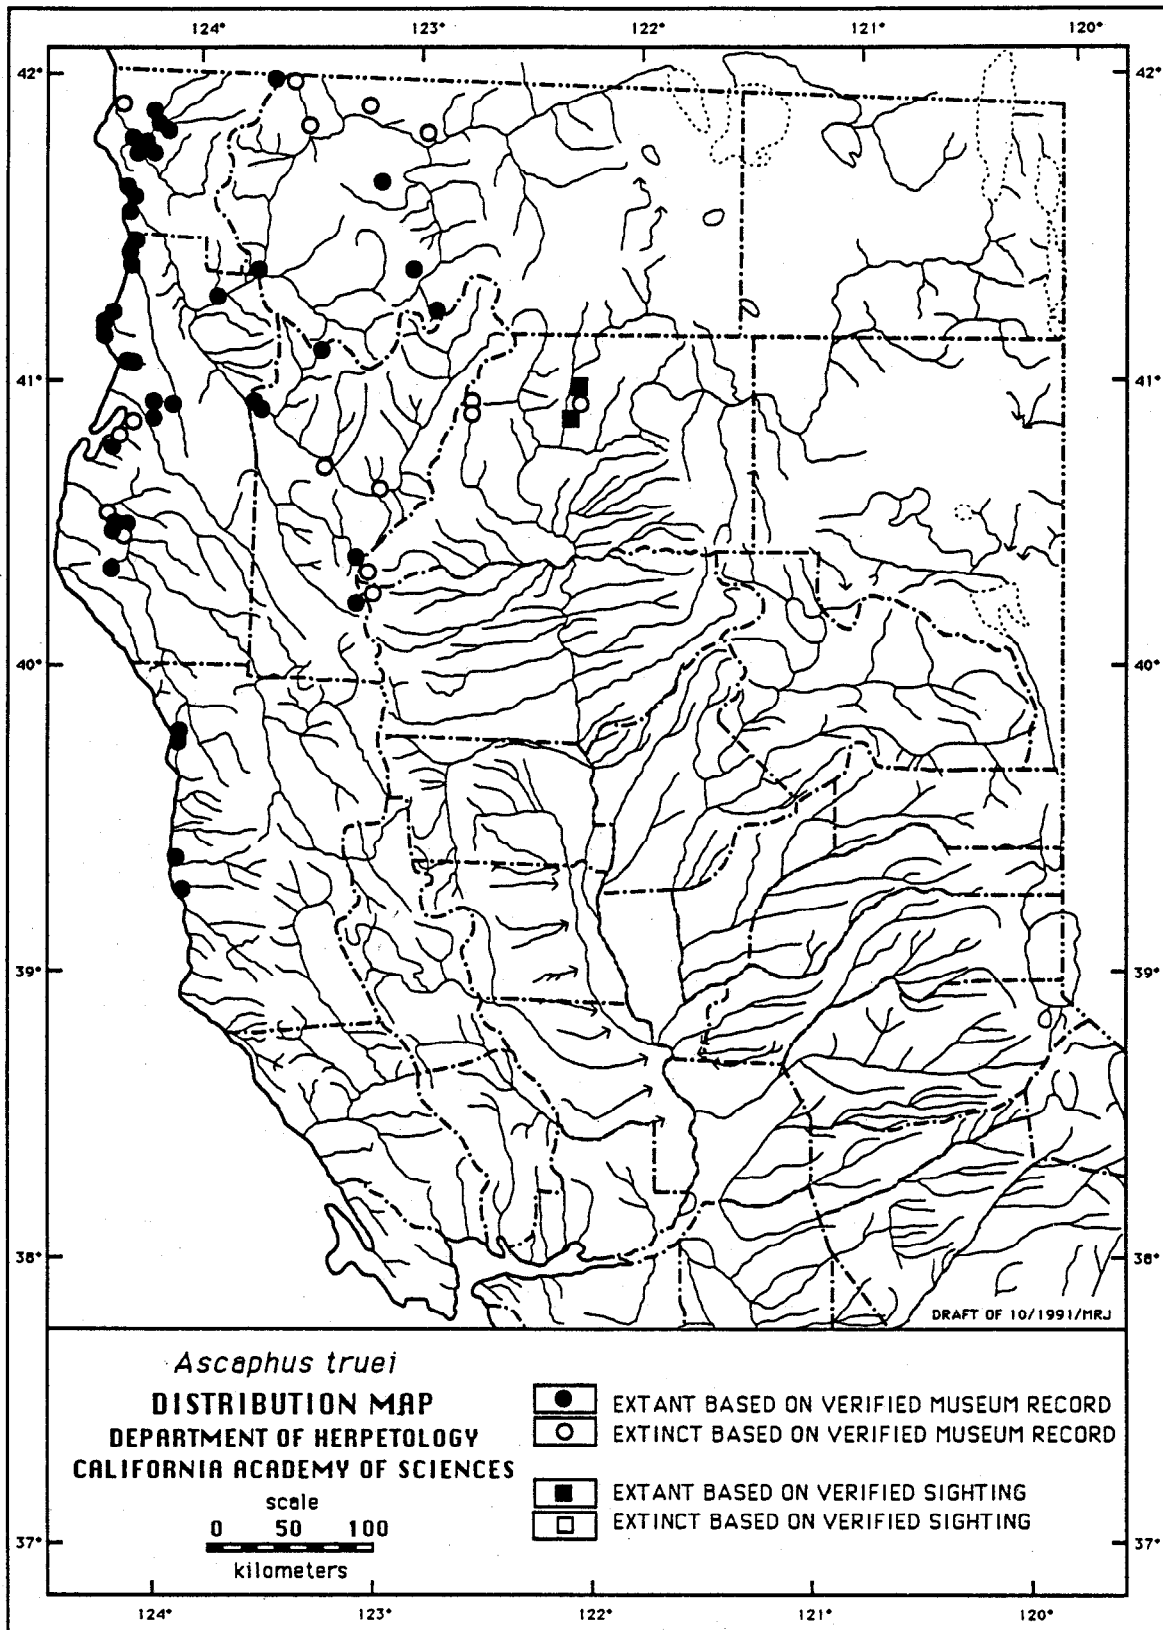 124° 123° 122° 121° 120°
42° 42°
41° 41°
40° 40°
39° 39°
38° 38°
DRAFT OF 10/1991/MRJ
Ascaphus truei
DISTRIBUTION MAP
DEPARTMENT OF HERPETOLOGY
CALIFORNIA ACADEMY OF SCIENCES
scale
0 50 100
kilometers
EXTANT BASED ON VERIFIED MUSEUM RECORD
EXTINCT BASED ON VERIFIED MUSEUM RECORD
EXTANT BASED ON VERIFIED SIGHTING
EXTINCT BASED ON VERIFIED SIGHTING
37° 37°
124° 123° 122° 121° 120°